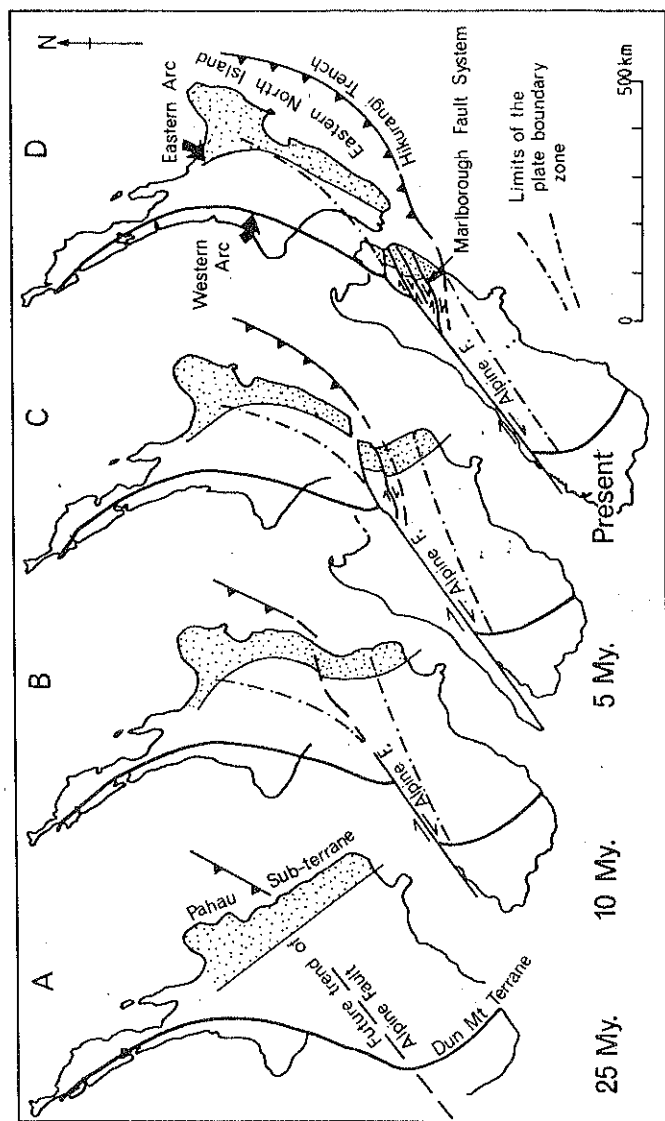 A
Pahau
Sub-terrane
Future trend of
Alpine Fault
Dun Mt Terrane
25 My.
B
Alpine F.
10 My.
C
Alpine F.
5 My.
D
N
Eastern Arc
Western
Arc
Eastern North Island
Hikurangi Trench
Marlborough Fault System
Alpine F.
Limits of the
plate boundary
zone
0
500 km
Present